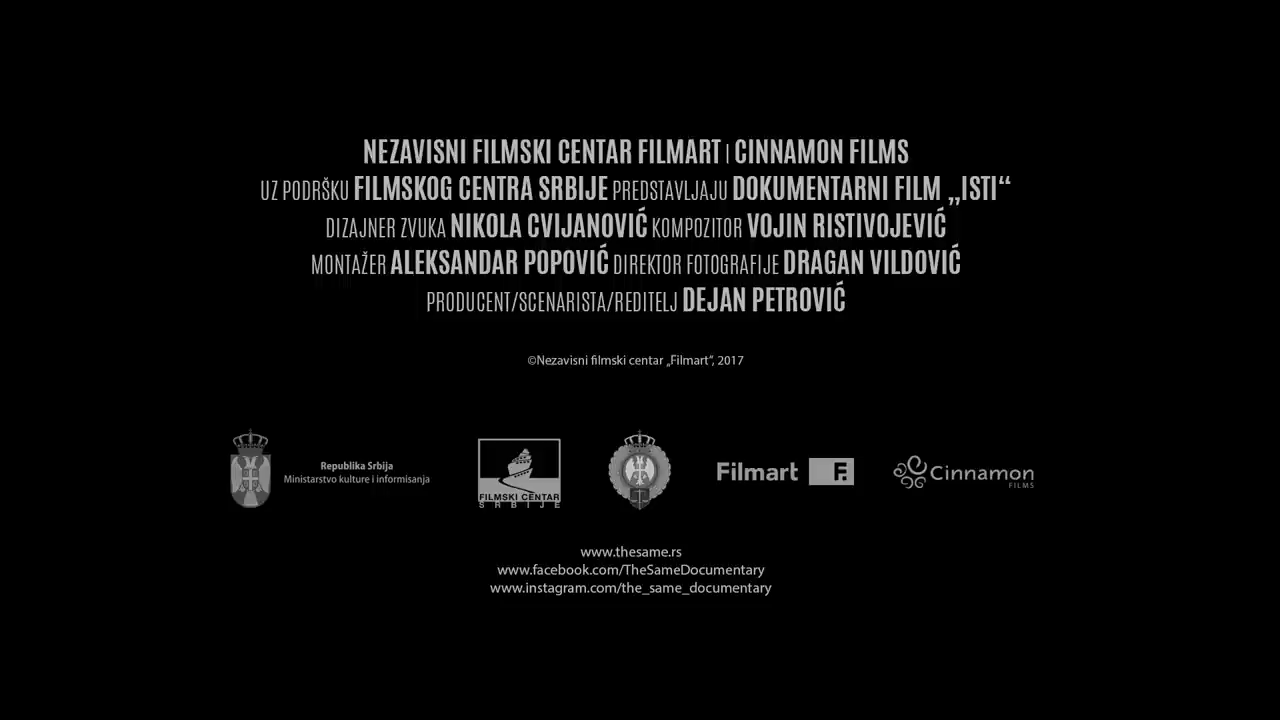 NEZAVISNI FILMSKI CENTAR FILMART I CINNAMON FILMS
UZ PODRŠKU FILMSKOG CENTRA SRBIJE PREDSTAVLJAJU DOKUMENTARNI FILM „ISTI“
DIZAJNER ZVUKA NIKOLA CVIJANOVIĆ KOMPOZITOR VOJIN RISTIVOJEVIĆ
MONTAŽER ALEKSANDAR POPOVIĆ DIREKTOR FOTOGRAFIJE DRAGAN VILDOVIĆ
PRODUCENT/SCENARISTA/REDITELJ DEJAN PETROVIĆ
©Nezavisni filmski centar „Filmart“, 2017
Republika Srbija
Ministarstvo kulture i informisanja
FILMSKI CENTAR
SRBIJE
Filmart F.
Cinnamon
FILMS
www.thesame.rs
www.facebook.com/TheSameDocumentary
www.instagram.com/the_same_documentary